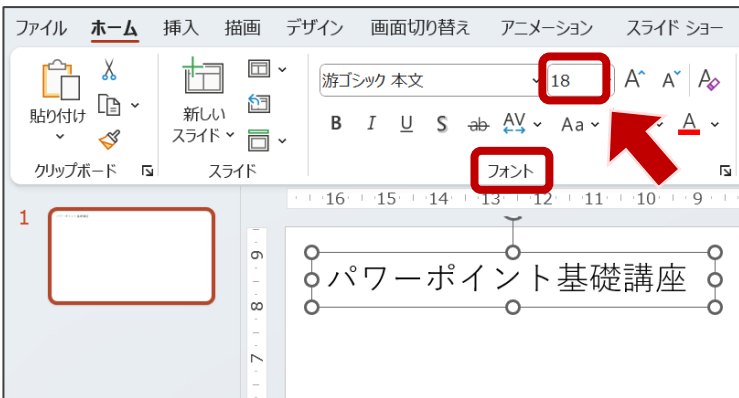 ファイル ホーム 挿入 描画 デザイン 画面切り替え アニメーション スライド ショー
貼り付け
新しい
スライド
クリップボード
スライド
游ゴシック 本文 18 A A A
B I U S ab AV Aa A
フォント
16 15 14 13 12 11 10 9
1
9
8
7
パワーポイント基礎講座